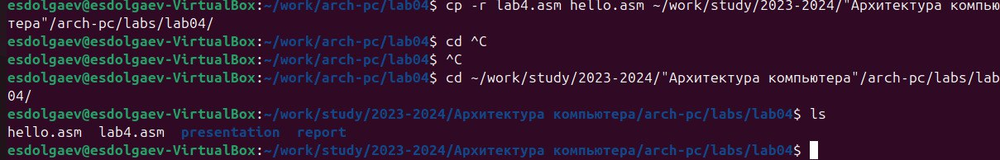 esdolgaev@esdolgaev-VirtualBox:~/work/arch-pc/lab04$ cp -r lab4.asm hello.asm ~/work/study/2023-2024/"Архитектура компью
тера"/arch-pc/labs/lab04/
esdolgaev@esdolgaev-VirtualBox:~/work/arch-pc/lab04$ cd ^C
esdolgaev@esdolgaev-VirtualBox:~/work/arch-pc/lab04$ ^C
esdolgaev@esdolgaev-VirtualBox:~/work/arch-pc/lab04$ cd ~/work/study/2023-2024/"Архитектура компьютера"/arch-pc/labs/lab
04/
esdolgaev@esdolgaev-VirtualBox:~/work/study/2023-2024/Архитектура компьютера/arch-pc/labs/lab04$ ls
hello.asm  lab4.asm  presentation  report
esdolgaev@esdolgaev-VirtualBox:~/work/study/2023-2024/Архитектура компьютера/arch-pc/labs/lab04$